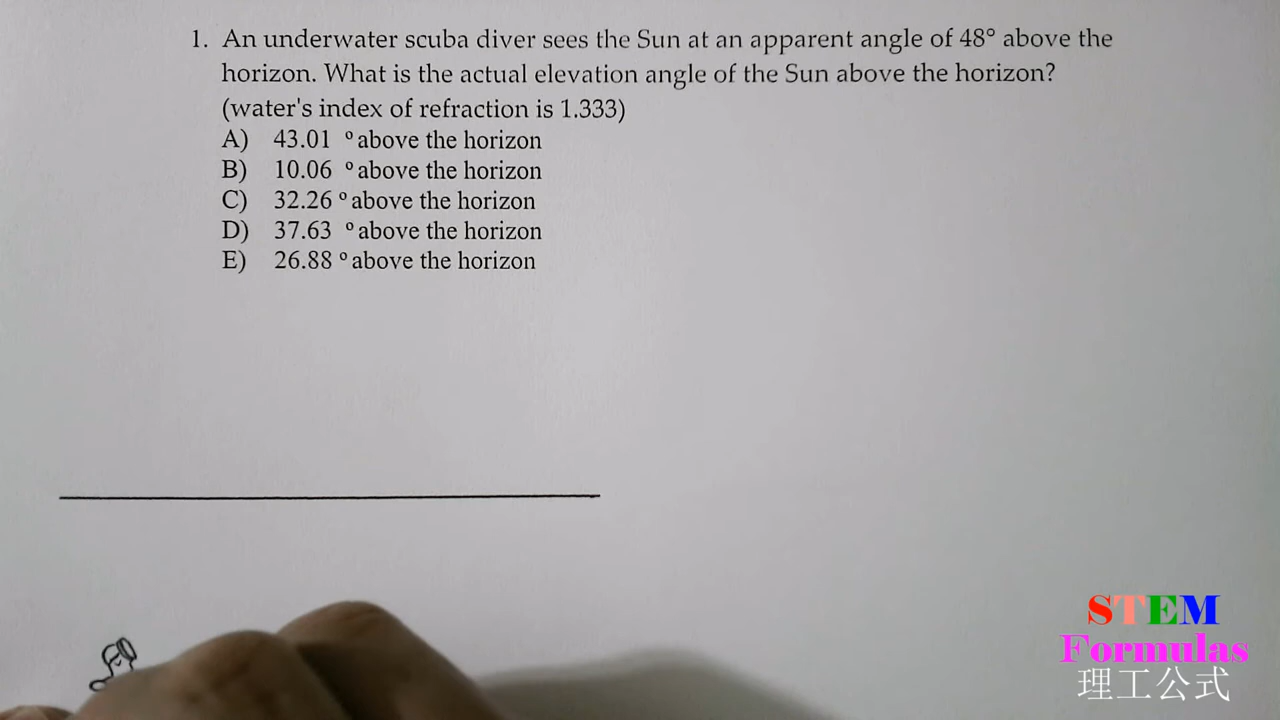 1. An underwater scuba diver sees the Sun at an apparent angle of 48° above the
horizon. What is the actual elevation angle of the Sun above the horizon?
(water's index of refraction is 1.333)
A) 43.01 º above the horizon
B) 10.06 º above the horizon
C) 32.26 º above the horizon
D) 37.63 º above the horizon
E) 26.88 º above the horizon
STEM
Formulas
理工公式